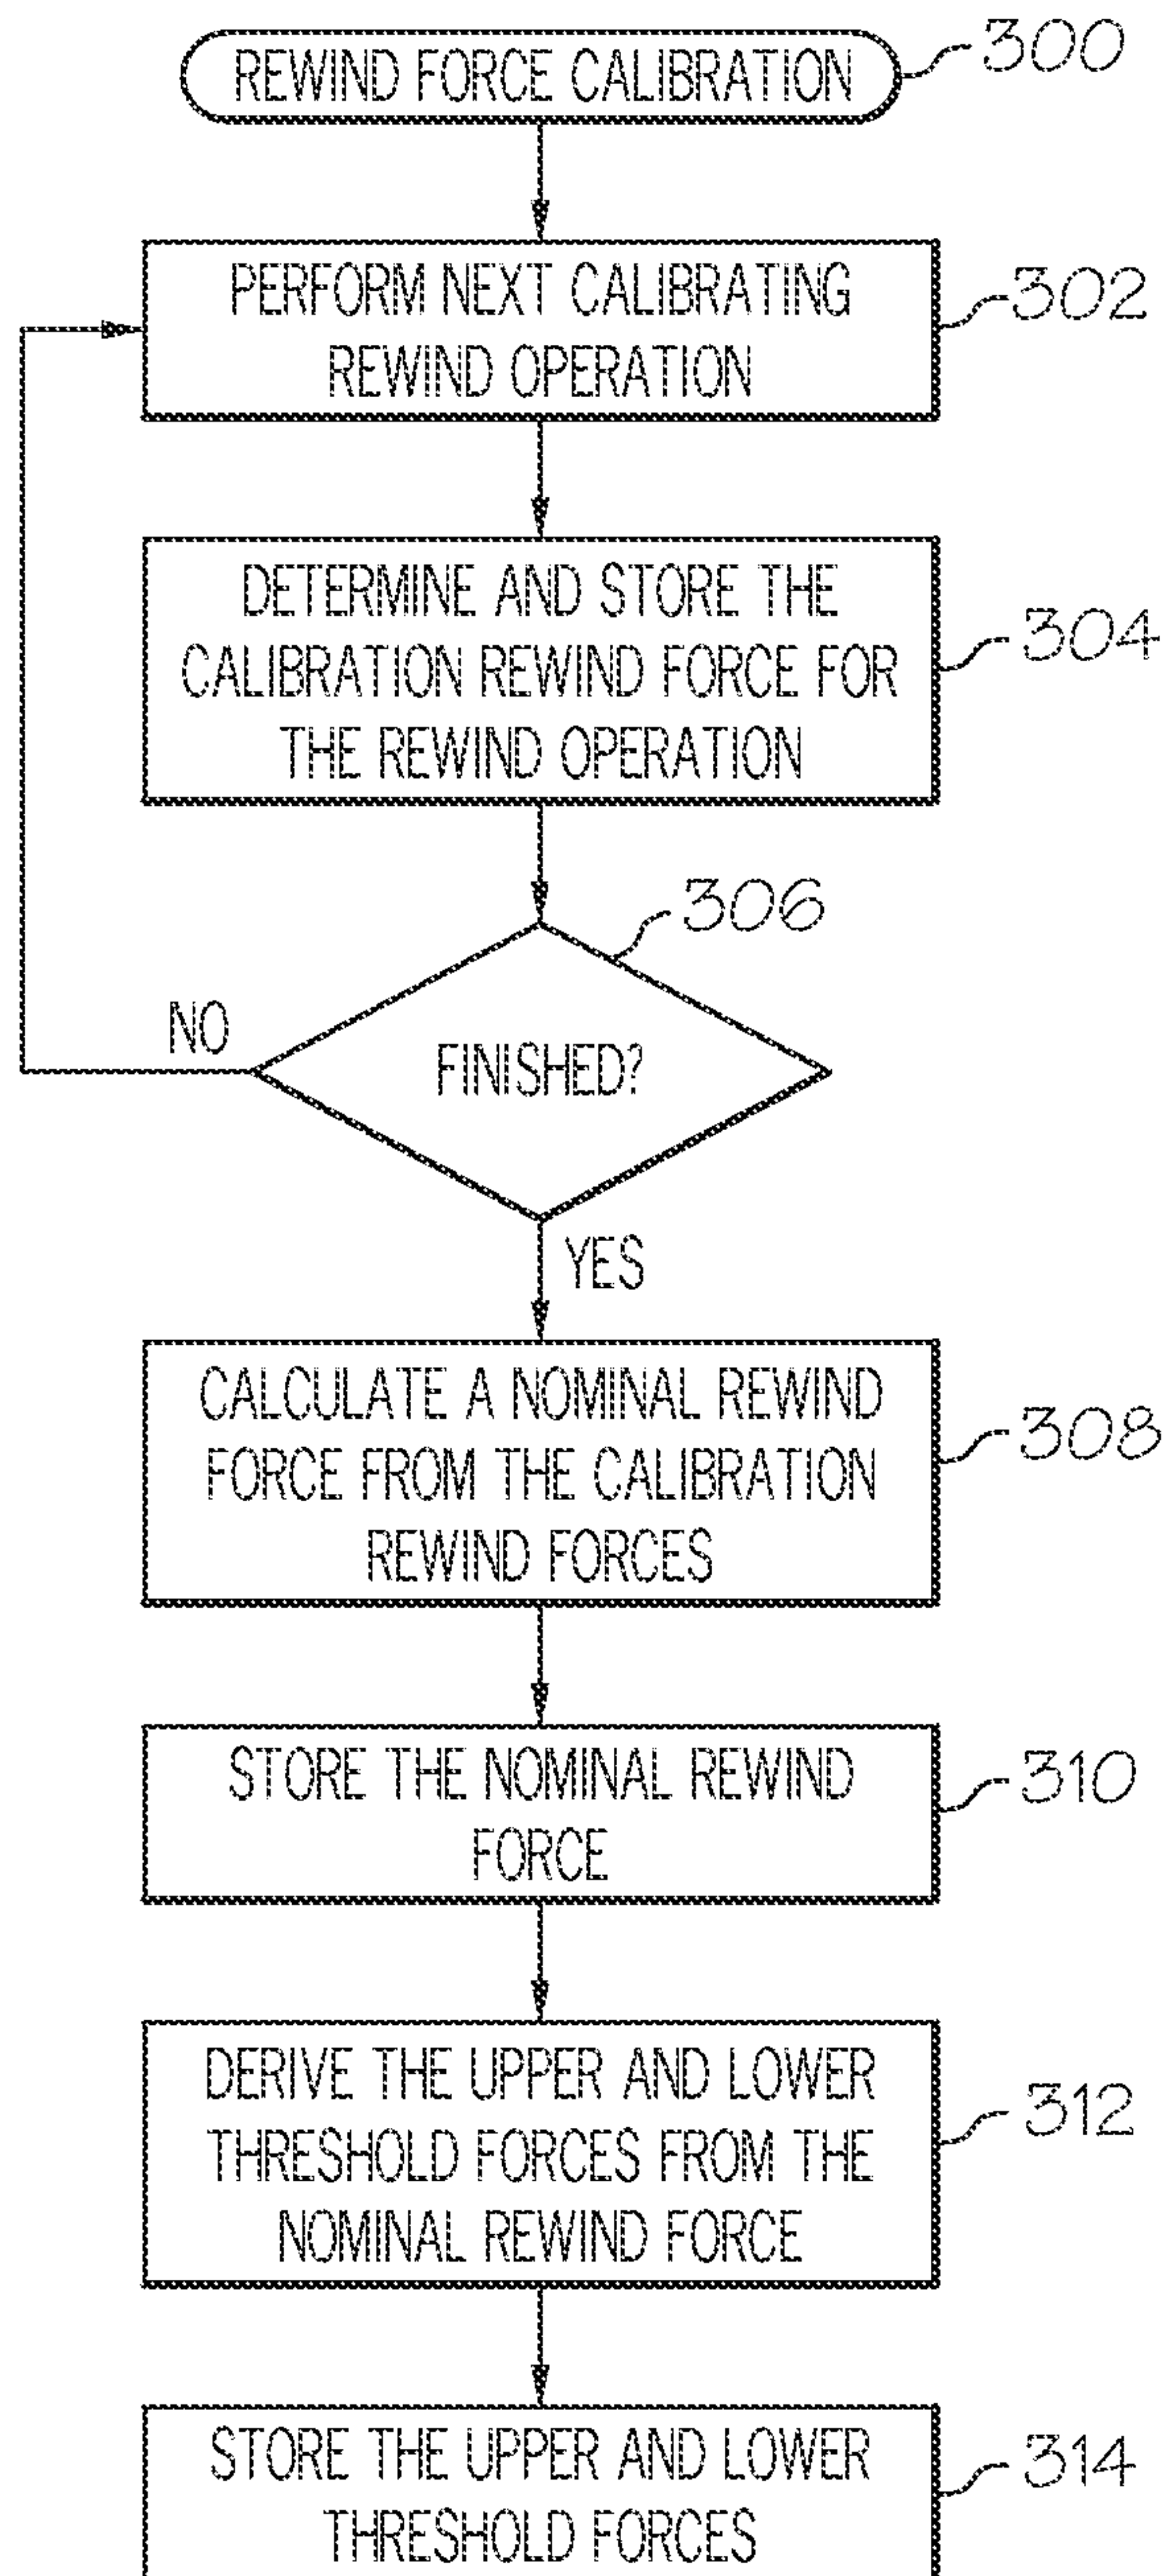 REWIND FORCE CALIBRATION
300
PERFORM NEXT CALIBRATING
REWIND OPERATION
302
DETERMINE AND STORE THE
CALIBRATION REWIND FORCE FOR
THE REWIND OPERATION
304
306
NO
FINISHED?
YES
CALCULATE A NOMINAL REWIND
FORCE FROM THE CALIBRATION
REWIND FORCES
308
STORE THE NOMINAL REWIND
FORCE
310
DERIVE THE UPPER AND LOWER
THRESHOLD FORCES FROM THE
NOMINAL REWIND FORCE
312
STORE THE UPPER AND LOWER
THRESHOLD FORCES
314